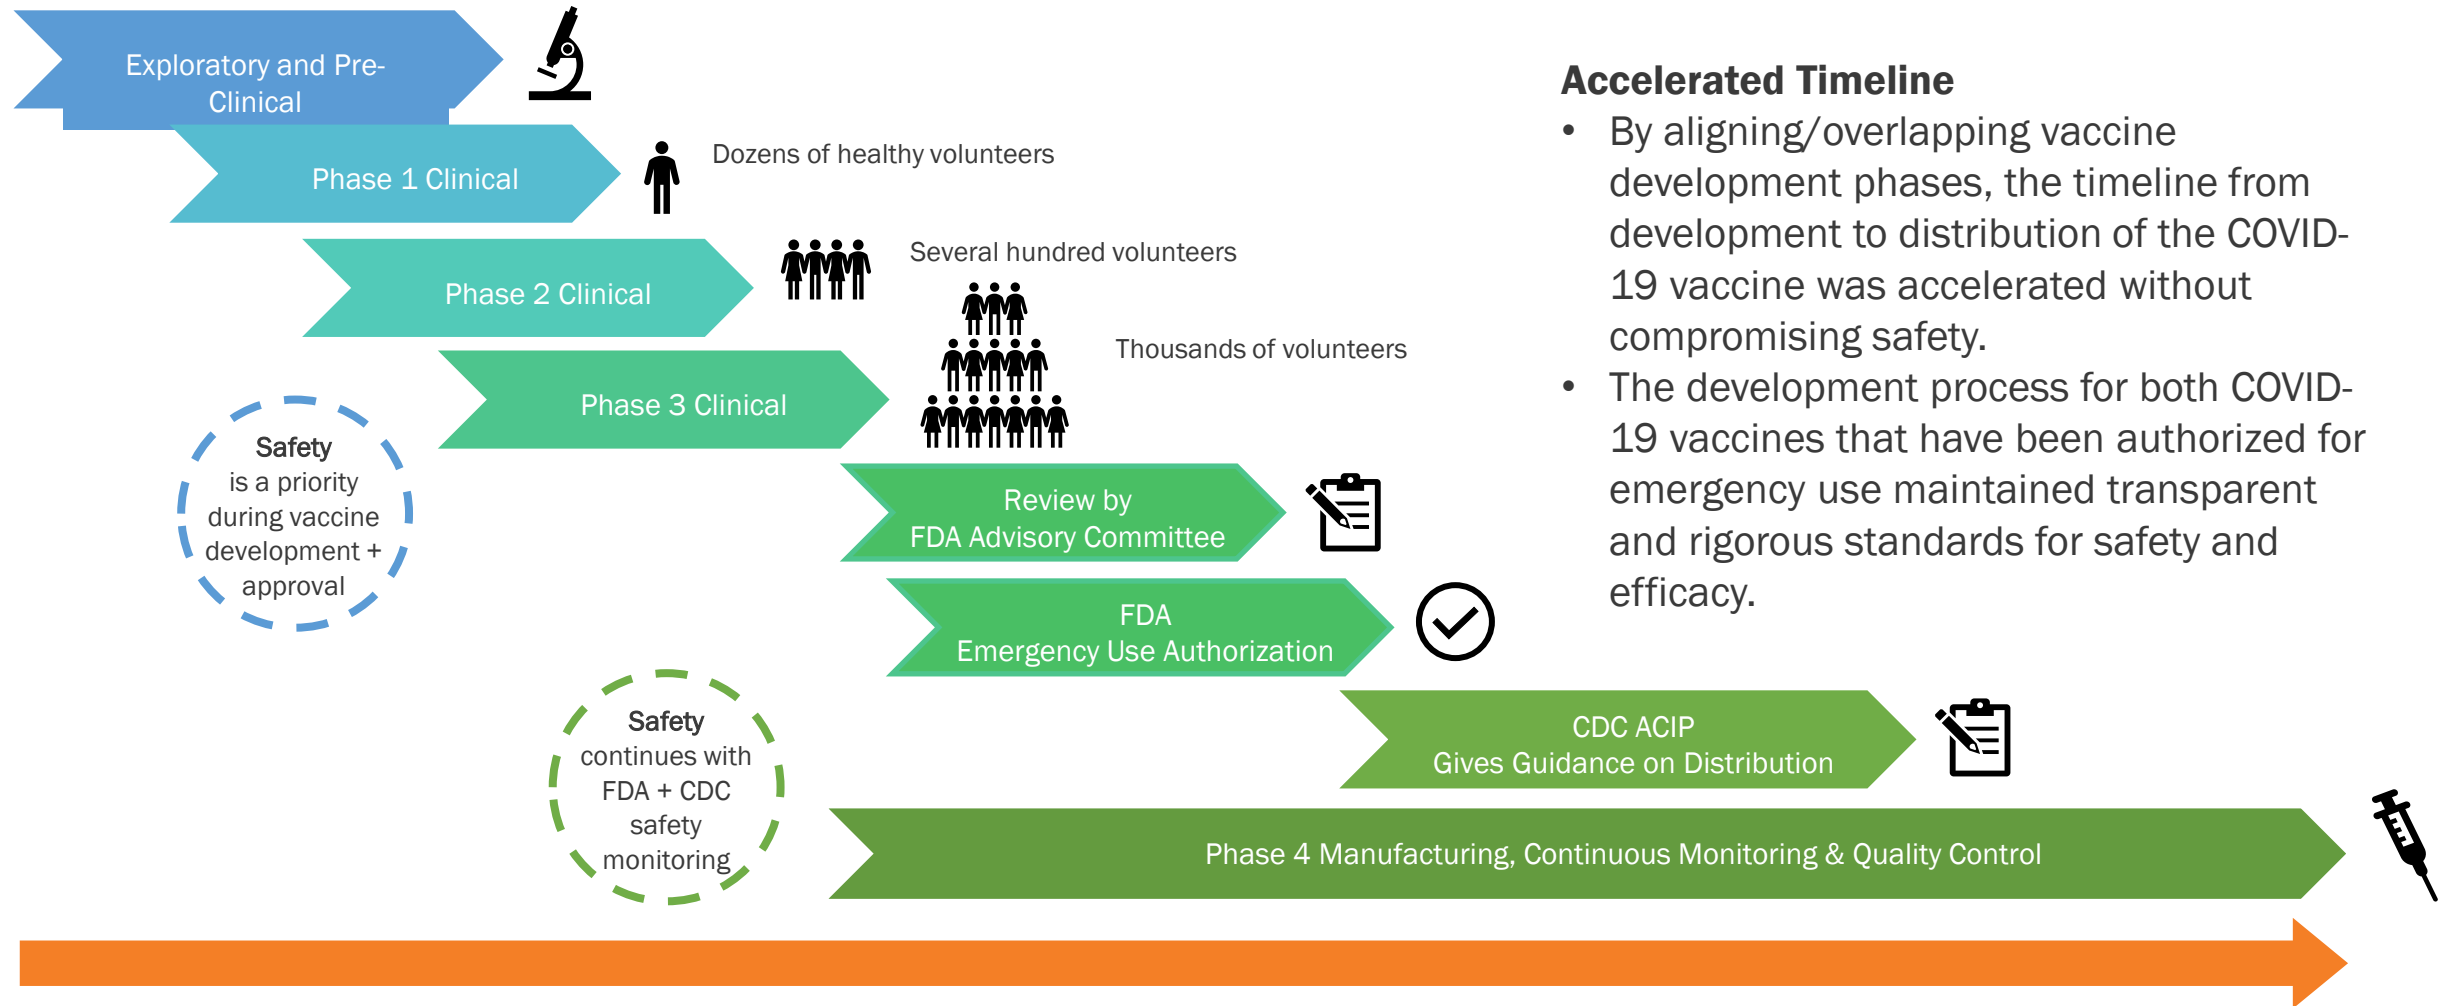 Exploratory and Pre-
Clinical
Phase 1 Clinical
Dozens of healthy volunteers
Phase 2 Clinical
Several hundred volunteers
Phase 3 Clinical
Thousands of volunteers
Safety
is a priority
during vaccine
development +
approval
Review by
FDA Advisory Committee
FDA
Emergency Use Authorization
Safety
continues with
FDA + CDC
safety
monitoring
CDC ACIP
Gives Guidance on Distribution
Phase 4 Manufacturing, Continuous Monitoring & Quality Control
Accelerated Timeline
• By aligning/overlapping vaccine
development phases, the timeline from
development to distribution of the COVID-
19 vaccine was accelerated without
compromising safety.
• The development process for both COVID-
19 vaccines that have been authorized for
emergency use maintained transparent
and rigorous standards for safety and
efficacy.